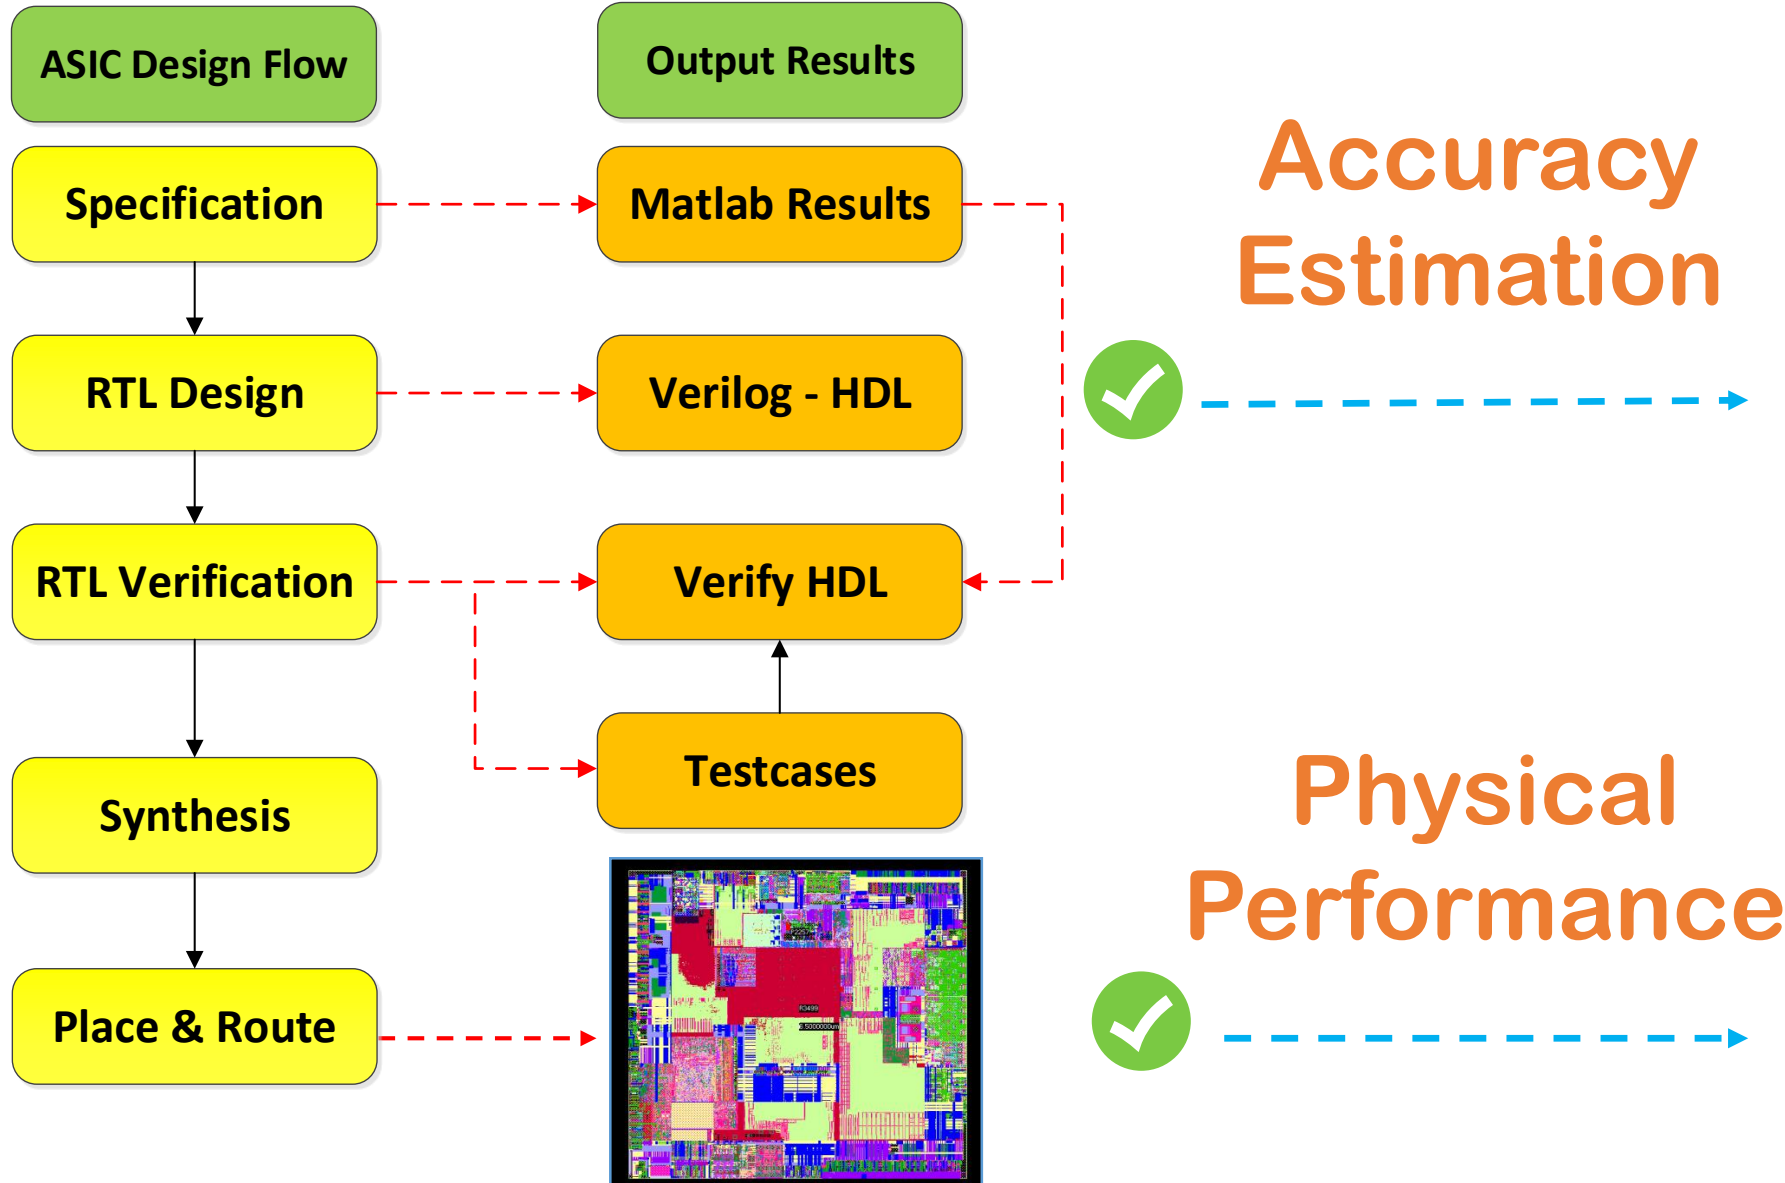 ASIC Design Flow
Output Results
Specification
Matlab Results
Accuracy
Estimation
RTL Design
Verilog - HDL
RTL Verification
Verify HDL
Testcases
Synthesis
Physical
Performance
Place & Route